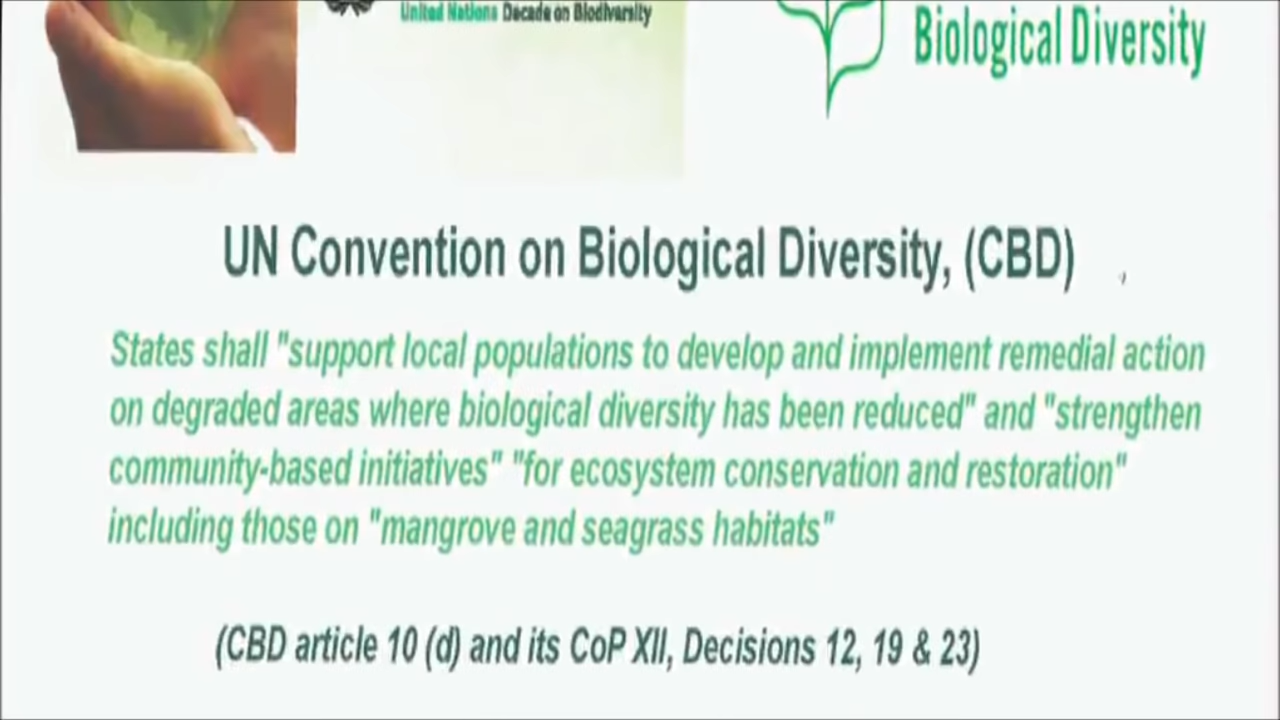 United Nations Decade on Biodiversity
Biological Diversity
UN Convention on Biological Diversity, (CBD)
States shall "support local populations to develop and implement remedial action
on degraded areas where biological diversity has been reduced" and "strengthen
community-based initiatives" "for ecosystem conservation and restoration"
including those on "mangrove and seagrass habitats"
(CBD article 10 (d) and its CoP XII, Decisions 12, 19 & 23)